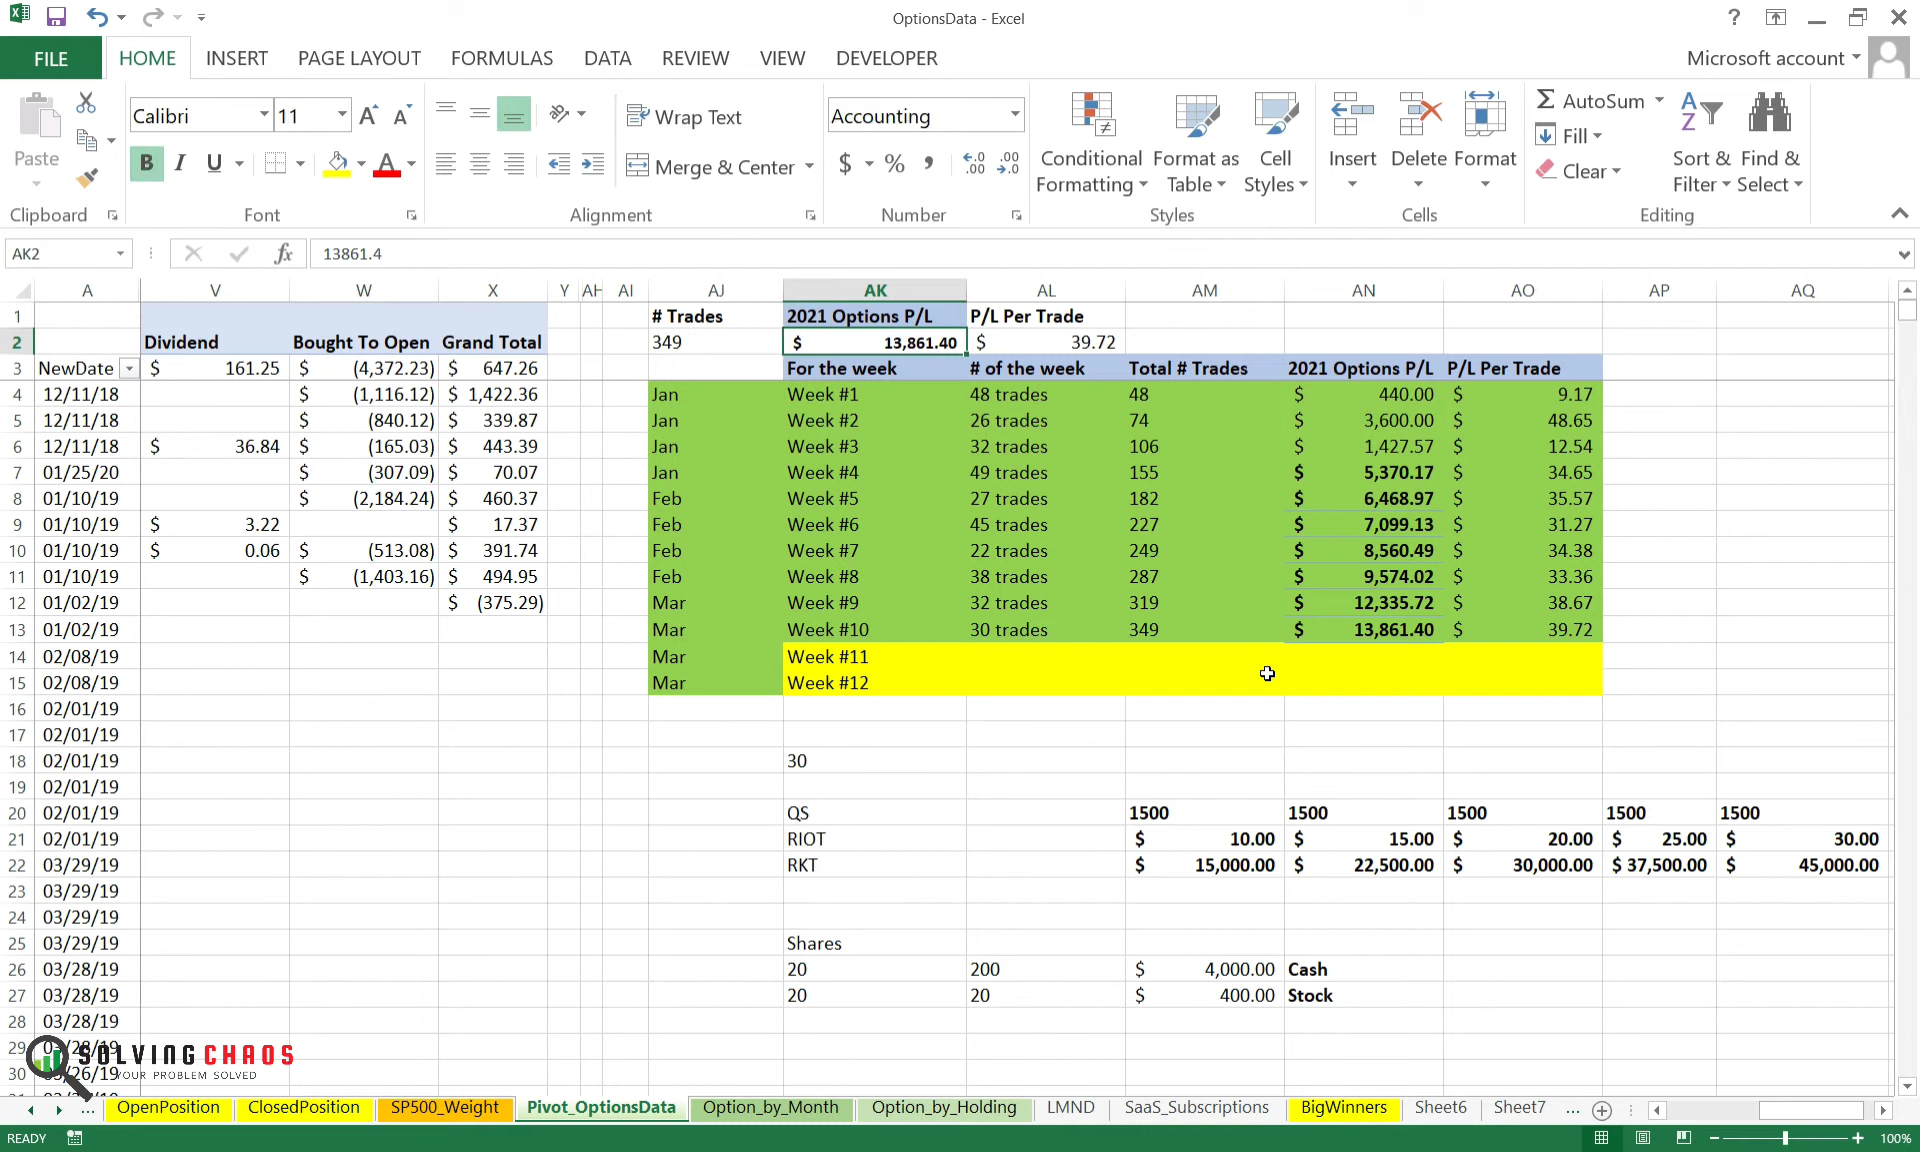 OptionsData - Excel
?
FILE HOME INSERT PAGE LAYOUT FORMULAS DATA REVIEW VIEW DEVELOPER Microsoft account
Calibri 11 Wrap Text Accounting AutoSum
Fill
Paste B I U A Merge & Center $ % , Conditional Formatting Format as Table Cell Styles Insert Delete Format Clear Sort & Filter Find & Select
Clipboard Font Alignment Number Styles Cells Editing
AK2 fx 13861.4
A V W X Y AH AI AJ AK AL AM AN AO AP AQ
1 # Trades 2021 Options P/L P/L Per Trade
2 Dividend Bought To Open Grand Total 349 $ 13,861.40 $ 39.72
3 NewDate $ 161.25 $ (4,372.23) $ 647.26 For the week # of the week Total # Trades 2021 Options P/L P/L Per Trade
4 12/11/18 $ (1,116.12) $ 1,422.36 Jan Week #1 48 trades 48 $ 440.00 $ 9.17
5 12/11/18 $ (840.12) $ 339.87 Jan Week #2 26 trades 74 $ 3,600.00 $ 48.65
6 12/11/18 $ 36.84 $ (165.03) $ 443.39 Jan Week #3 32 trades 106 $ 1,427.57 $ 12.54
7 01/25/20 $ (307.09) $ 70.07 Jan Week #4 49 trades 155 $ 5,370.17 $ 34.65
8 01/10/19 $ (2,184.24) $ 460.37 Feb Week #5 27 trades 182 $ 6,468.97 $ 35.57
9 01/10/19 $ 3.22 $ 17.37 Feb Week #6 45 trades 227 $ 7,099.13 $ 31.27
10 01/10/19 $ 0.06 $ (513.08) $ 391.74 Feb Week #7 22 trades 249 $ 8,560.49 $ 34.38
11 01/10/19 $ (1,403.16) $ 494.95 Feb Week #8 38 trades 287 $ 9,574.02 $ 33.36
12 01/02/19 $ (375.29) Mar Week #9 32 trades 319 $ 12,335.72 $ 38.67
13 01/02/19 Mar Week #10 30 trades 349 $ 13,861.40 $ 39.72
14 02/08/19 Mar Week #11
15 02/08/19 Mar Week #12
16 02/01/19
17 02/01/19
18 02/01/19 30
19 02/01/19
20 02/01/19 QS 1500 1500 1500 1500 1500
21 02/01/19 RIOT $ 10.00 $ 15.00 $ 20.00 $ 25.00 $ 30.00
22 03/29/19 RKT $ 15,000.00 $ 22,500.00 $ 30,000.00 $ 37,500.00 $ 45,000.00
23 03/29/19
24 03/29/19
25 03/29/19 Shares
26 03/28/19 20 200 $ 4,000.00 Cash
27 03/28/19 20 20 $ 400.00 Stock
28 03/28/19
29
SOLVING CHAOS
YOUR PROBLEM SOLVED
30
... OpenPosition ClosedPosition SP500_Weight Pivot_OptionsData Option_by_Month Option_by_Holding LMND SaaS_Subscriptions BigWinners Sheet6 Sheet7 ...
READY 100%